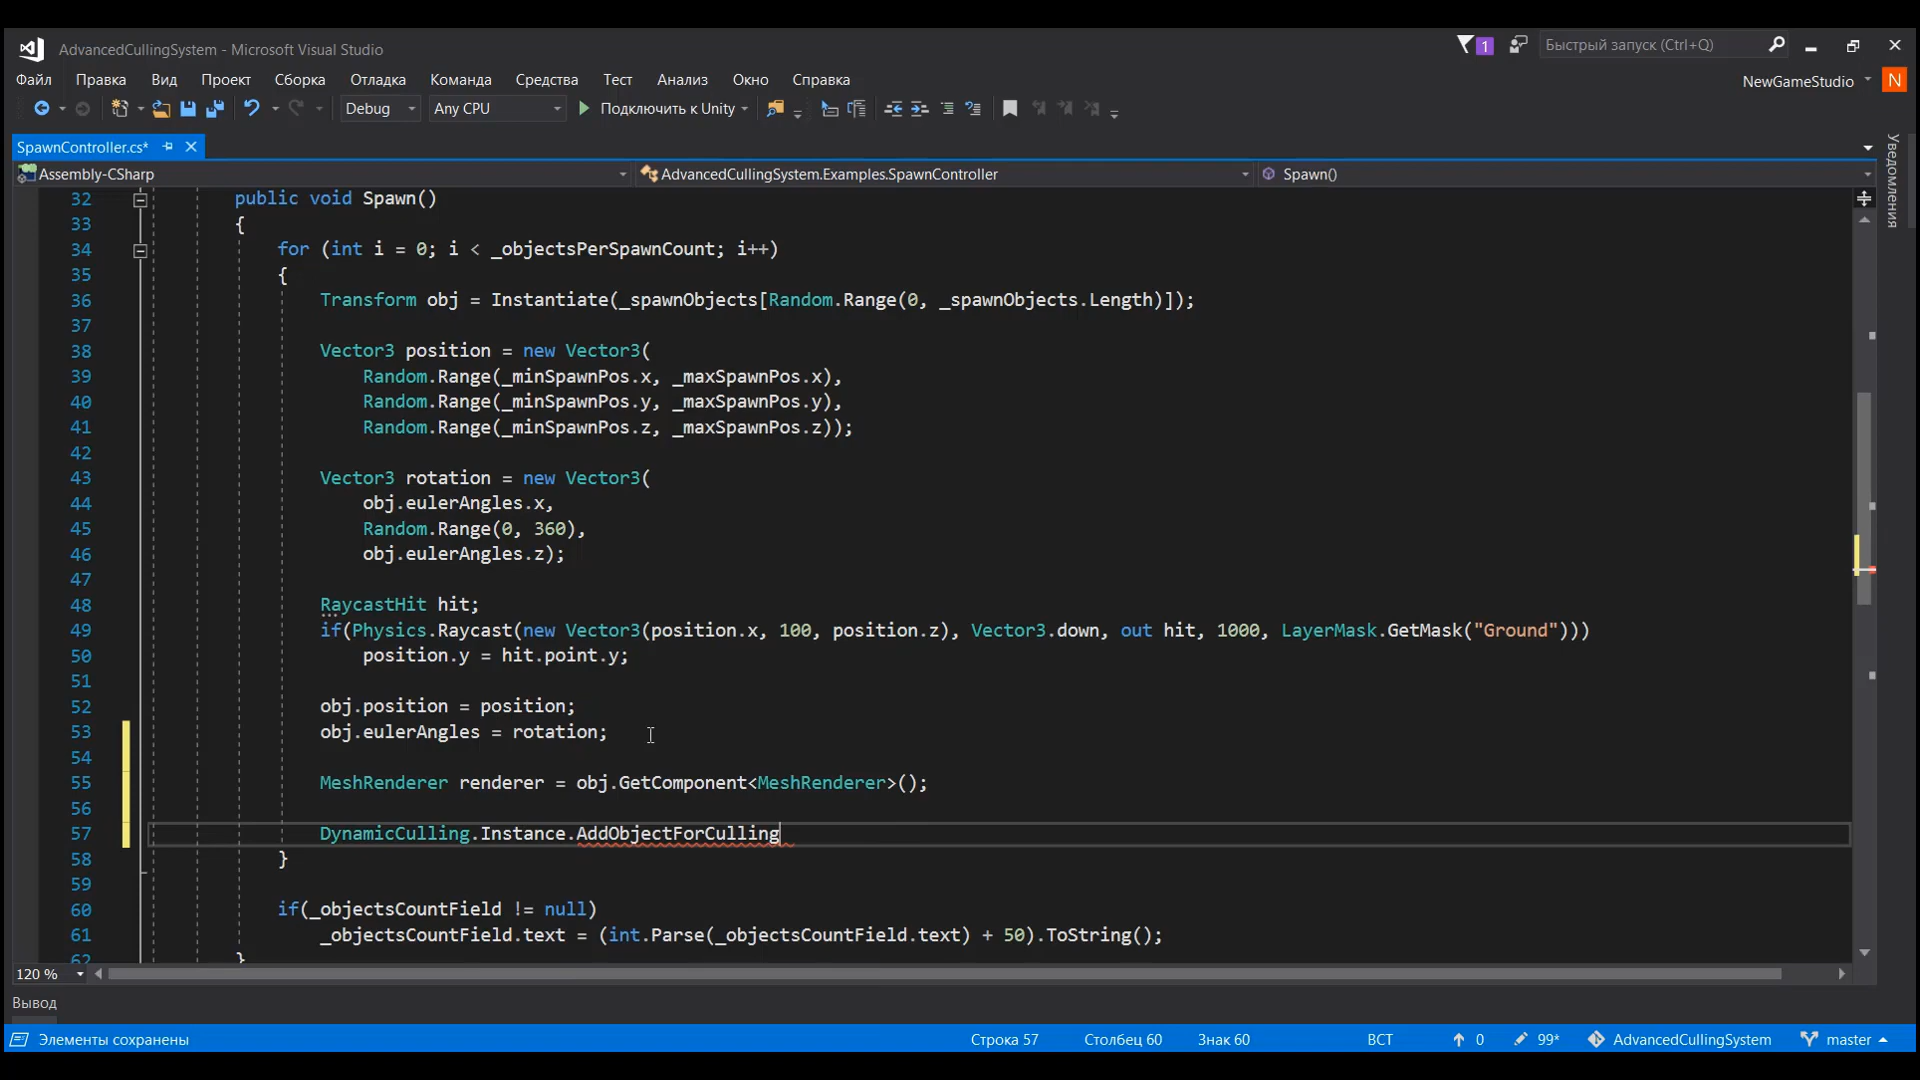 AdvancedCullingSystem - Microsoft Visual Studio
1
Быстрый запуск (Ctrl+Q)
Файл Правка Вид Проект Сборка Отладка Команда Средства Тест Анализ Окно Справка
NewGameStudio N
Debug Any CPU Подключить к Unity
SpawnController.cs*
Уведомления
Assembly-CSharp AdvancedCullingSystem.Examples.SpawnController Spawn()
32 public void Spawn()
33 {
34 for (int i = 0; i < _objectsPerSpawnCount; i++)
35 {
36 Transform obj = Instantiate(_spawnObjects[Random.Range(0, _spawnObjects.Length)]);
37
38 Vector3 position = new Vector3(
39 Random.Range(_minSpawnPos.x, _maxSpawnPos.x),
40 Random.Range(_minSpawnPos.y, _maxSpawnPos.y),
41 Random.Range(_minSpawnPos.z, _maxSpawnPos.z));
42
43 Vector3 rotation = new Vector3(
44 obj.eulerAngles.x,
45 Random.Range(0, 360),
46 obj.eulerAngles.z);
47
48 RaycastHit hit;
49 if(Physics.Raycast(new Vector3(position.x, 100, position.z), Vector3.down, out hit, 1000, LayerMask.GetMask("Ground")))
50 position.y = hit.point.y;
51
52 obj.position = position;
53 obj.eulerAngles = rotation;
54
55 MeshRenderer renderer = obj.GetComponent<MeshRenderer>();
56
57 DynamicCulling.Instance.AddObjectForCulling
58 }
59
60 if(_objectsCountField != null)
61 _objectsCountField.text = (int.Parse(_objectsCountField.text) + 50).ToString();
62 }
120 %
Вывод
Элементы сохранены Строка 57 Столбец 60 Знак 60 ВСТ 0 99* AdvancedCullingSystem master